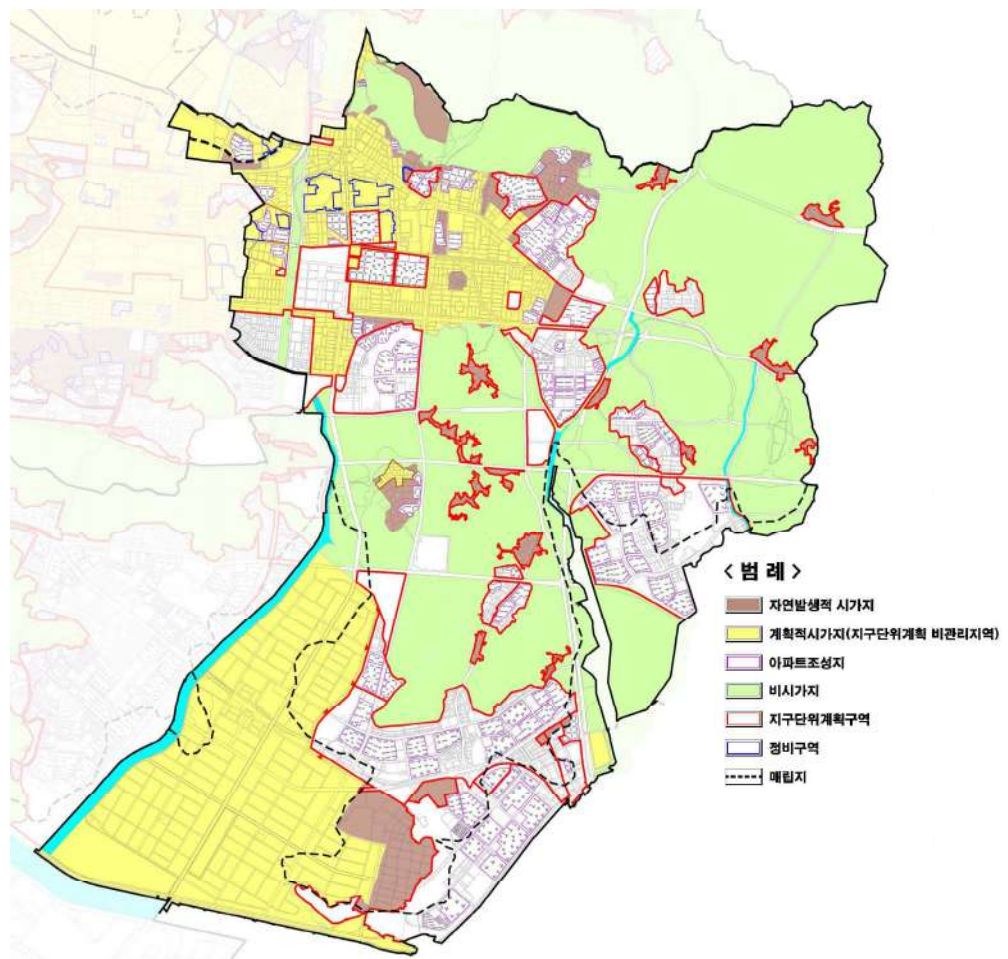 < 범 례 >
자연발생적 시가지
계획적시가지(지구단위계획 비관리지역)
아파트조성지
비시가지
지구단위계획구역
정비구역
매립지